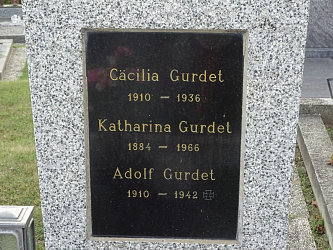 Cäcilia Gurdet
1910 - 1936
Katharina Gurdet
1884 - 1966
Adolf Gurdet
1910 - 1942